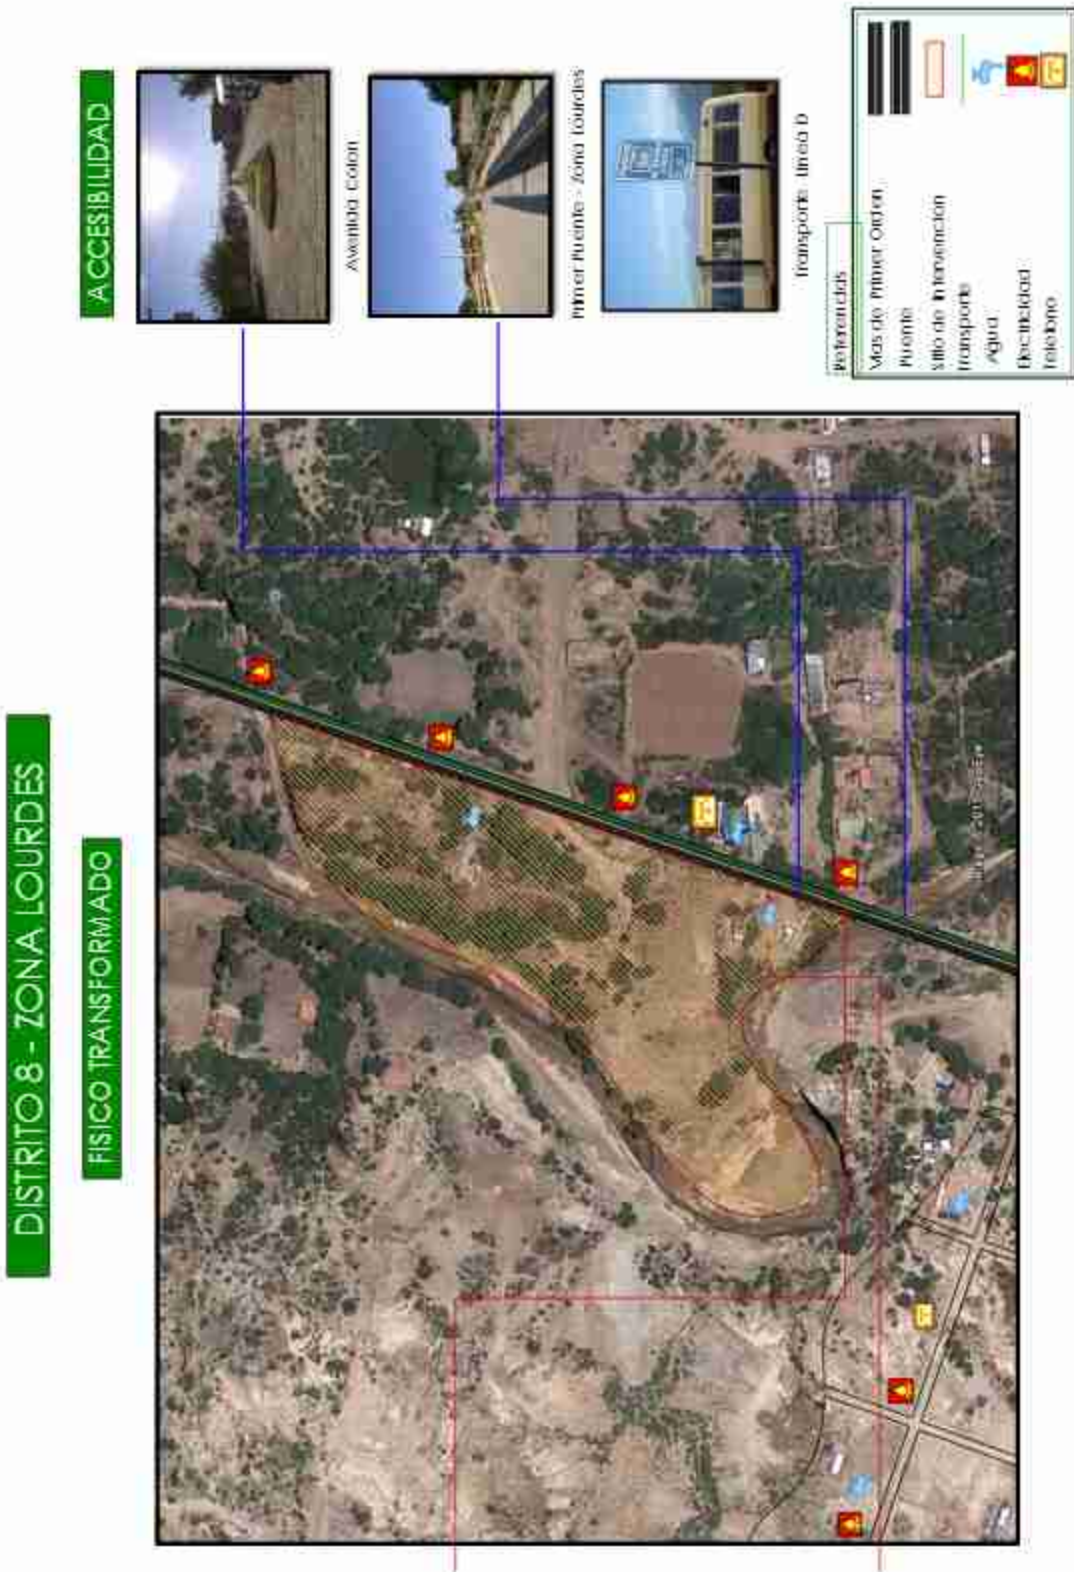 DISTRITO 8 - ZONA LOURDES
FISICO TRANSFORMADO
ACCESIBILIDAD
Avenida Colon
Primer Puente - Zona Lourdes
Transporte linea D
Referencias
Vias de Primer Orden
Puente
Sitio de Intervencion
Transporte
Agua
Electricidad
Telefono